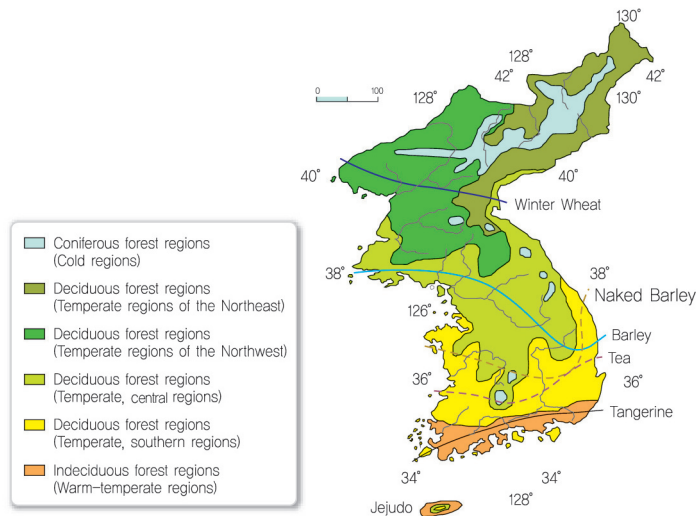 130°
128°
42°
42°
0
100
128°
130°
40°
40°
Winter Wheat
Coniferous forest regions
(Cold regions)
Deciduous forest regions
(Temperate regions of the Northeast)
Deciduous forest regions
(Temperate regions of the Northwest)
Deciduous forest regions
(Temperate, central regions)
Deciduous forest regions
(Temperate, southern regions)
Indeciduous forest regions
(Warm-temperate regions)
38°
38°
Naked Barley
126°
Barley
Tea
36°
36°
Tangerine
34°
34°
128°
Jejudo